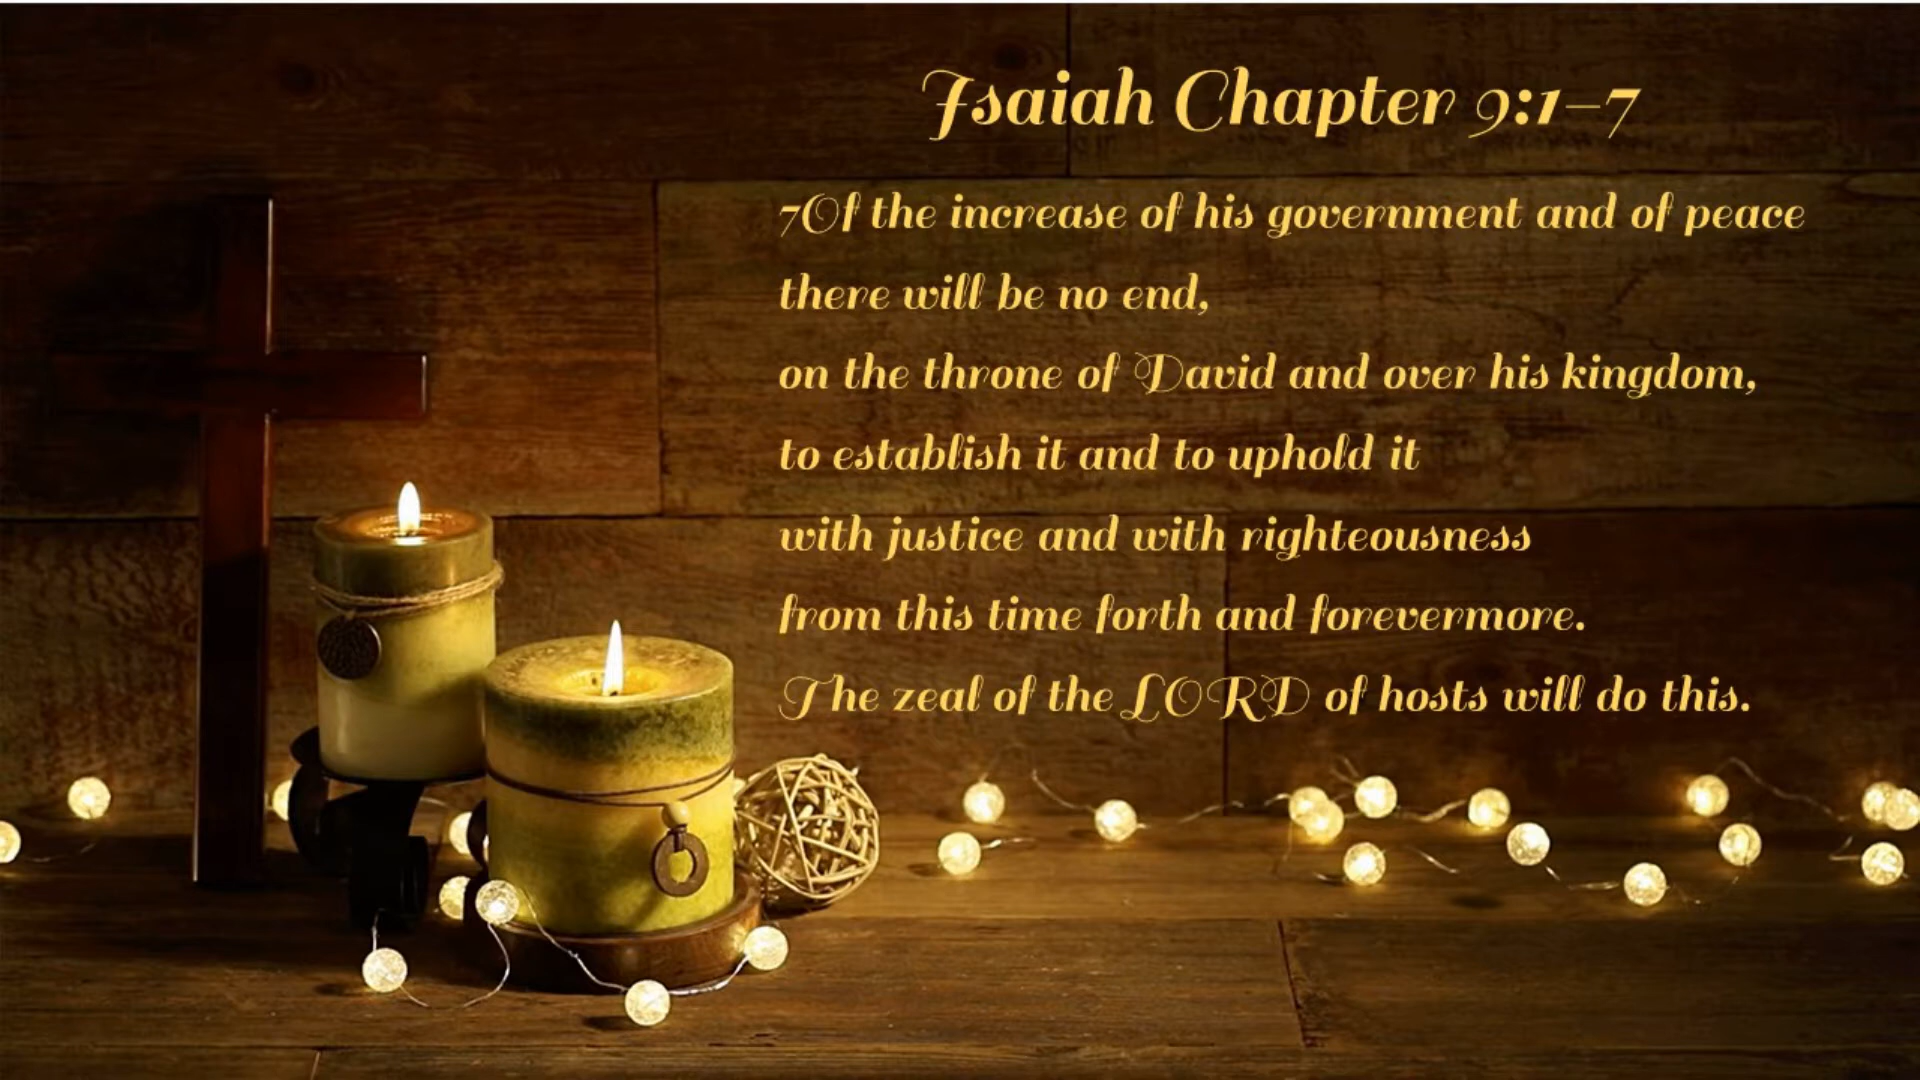 Isaiah Chapter 9:1–7
7Of the increase of his government and of peace
there will be no end,
on the throne of David and over his kingdom,
to establish it and to uphold it
with justice and with righteousness
from this time forth and forevermore.
The zeal of the LORD of hosts will do this.